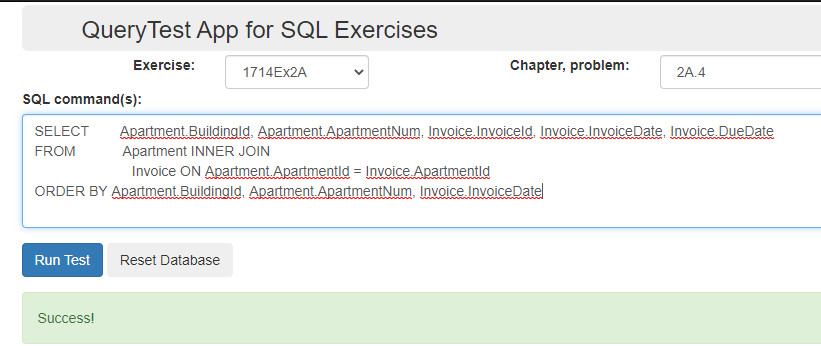 QueryTest App for SQL Exercises
Exercise: 1714Ex2A Chapter, problem: 2A.4
SQL command(s):
SELECT Apartment.BuildingId, Apartment.ApartmentNum, Invoice.InvoiceId, Invoice.InvoiceDate, Invoice.DueDate
FROM Apartment INNER JOIN
Invoice ON Apartment.ApartmentId = Invoice.ApartmentId
ORDER BY Apartment.BuildingId, Apartment.ApartmentNum, Invoice.InvoiceDate
Run Test Reset Database
Success!